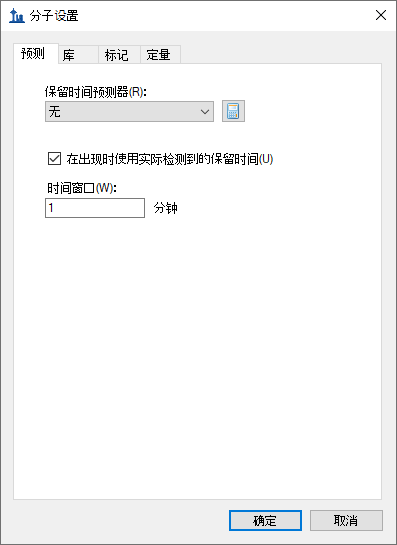 分子设置
预测 库 标记 定量
保留时间预测器(R):
无
在出现时使用实际检测到的保留时间(U)
时间窗口(W):
1 分钟
确定 取消